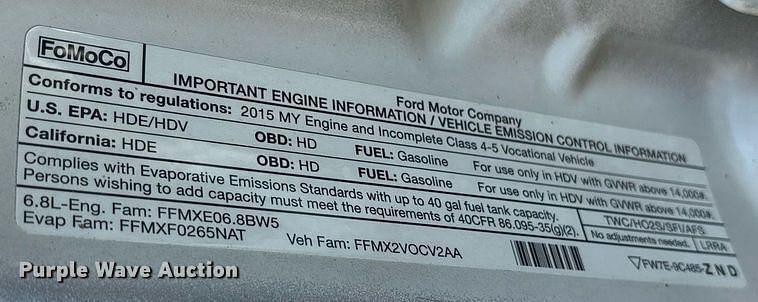 FoMoCo
Ford Motor Company
IMPORTANT ENGINE INFORMATION / VEHICLE EMISSION CONTROL INFORMATION
Conforms to regulations: 2015 MY Engine and Incomplete Class 4-5 Vocational Vehicle
U.S. EPA: HDE/HDV OBD: HD FUEL: Gasoline For use only in HDV with GVWR above 14,000#.
California: HDE OBD: HD FUEL: Gasoline For use only in HDV with GVWR above 14,000#.
Complies with Evaporative Emissions Standards with up to 40 gal fuel tank capacity.
Persons wishing to add capacity must meet the requirements of 40CFR 86.095-35(g)(2).
TWC/HO2S/SFI/AFS
No adjustments needed. LRRA
6.8L-Eng. Fam: FFMXE06.8BW5
Evap Fam: FFMXF0265NAT Veh Fam: FFMX2VOCV2AA
FW7E-9C485-ZND
Purple Wave Auction